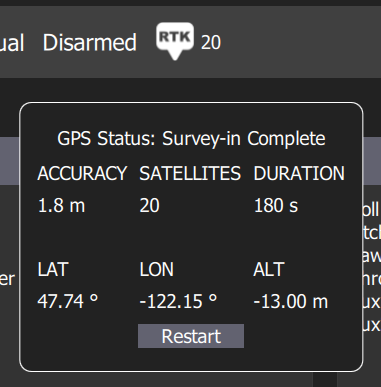 ual Disarmed RTK 20
GPS Status: Survey-in Complete
ACCURACY SATELLITES DURATION
1.8 m 20 180 s
LAT LON ALT
47.74 ° -122.15 ° -13.00 m
Restart
er
oll
tch
aw
hro
ux
ux